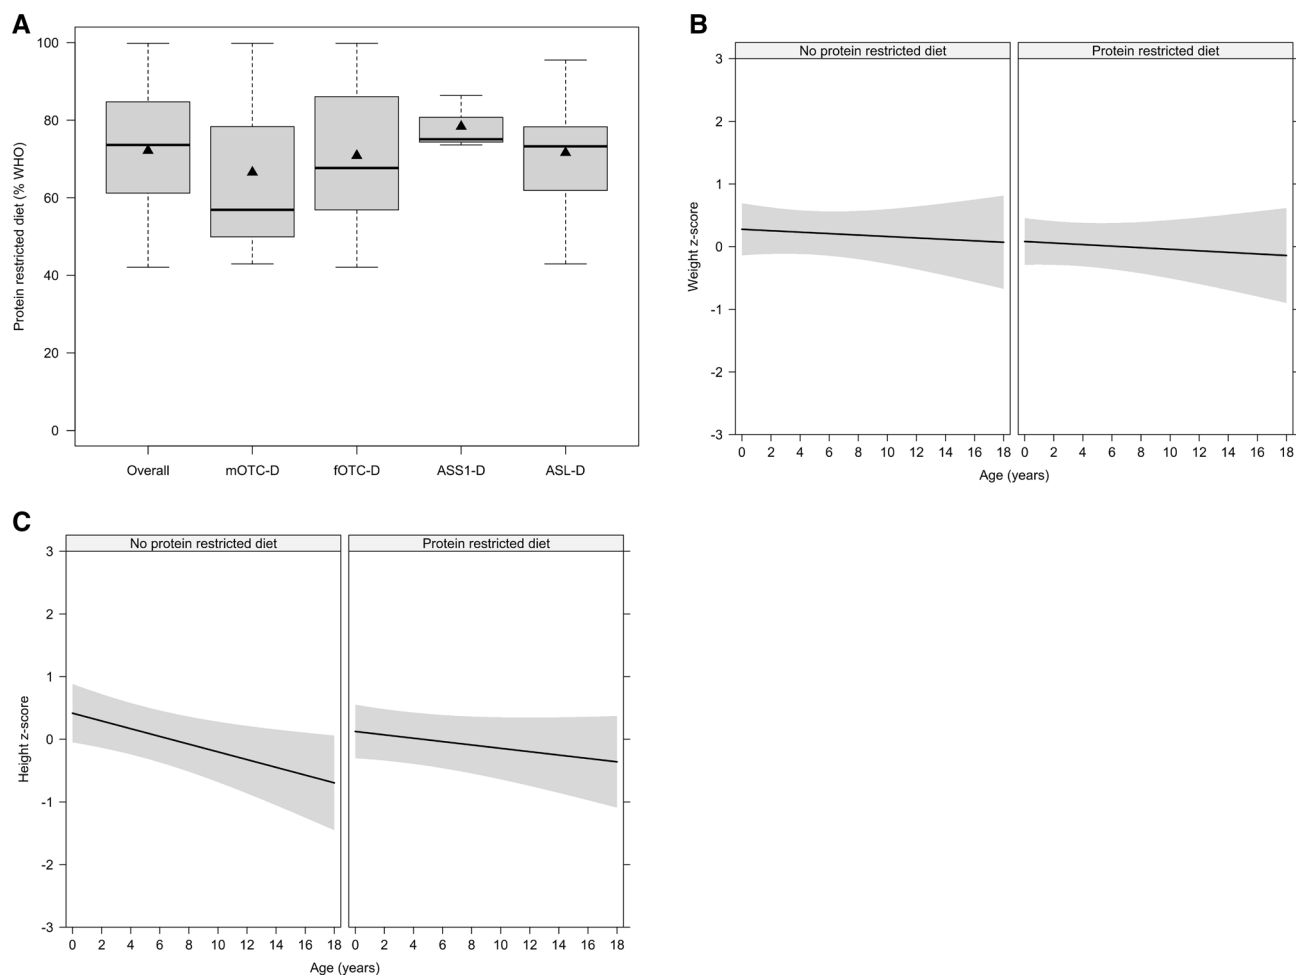 A
Protein restricted diet (% WHO)
100
80
60
40
20
0
Overall mOTC-D fOTC-D ASS1-D ASL-D
B
No protein restricted diet Protein restricted diet
Weight z-score
3
2
1
0
-1
-2
-3
0 2 4 6 8 10 12 14 16 18 0 2 4 6 8 10 12 14 16 18
Age (years)
C
No protein restricted diet Protein restricted diet
Height z-score
3
2
1
0
-1
-2
-3
0 2 4 6 8 10 12 14 16 18 0 2 4 6 8 10 12 14 16 18
Age (years)